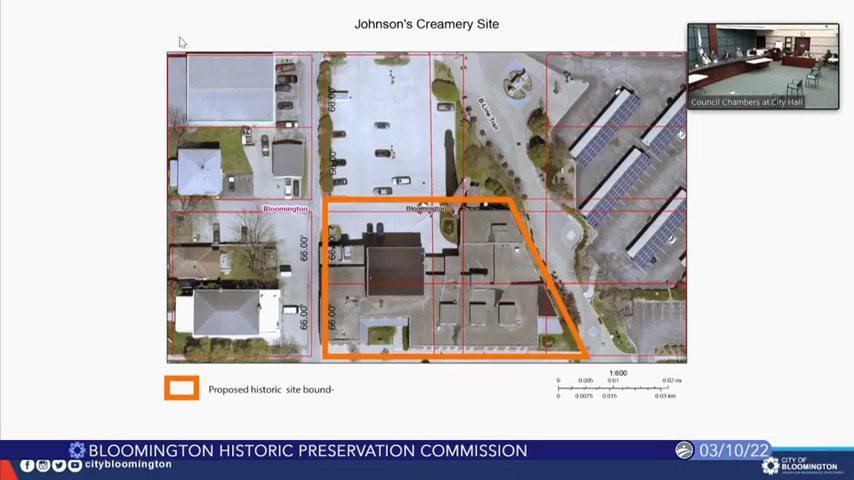 Johnson's Creamery Site
Council Chambers at City Hall
B-Line Trail
66.00'
66.00'
Bloomington
Bloomington
66.00'
66.00'
66.00'
66.00'
Proposed historic site bound-
1:600
0 0.005 0.01 0.02 mi
0 0.0075 0.015 0.03 km
BLOOMINGTON HISTORIC PRESERVATION COMMISSION
03/10/22
citybloomington
CITY OF
BLOOMINGTON